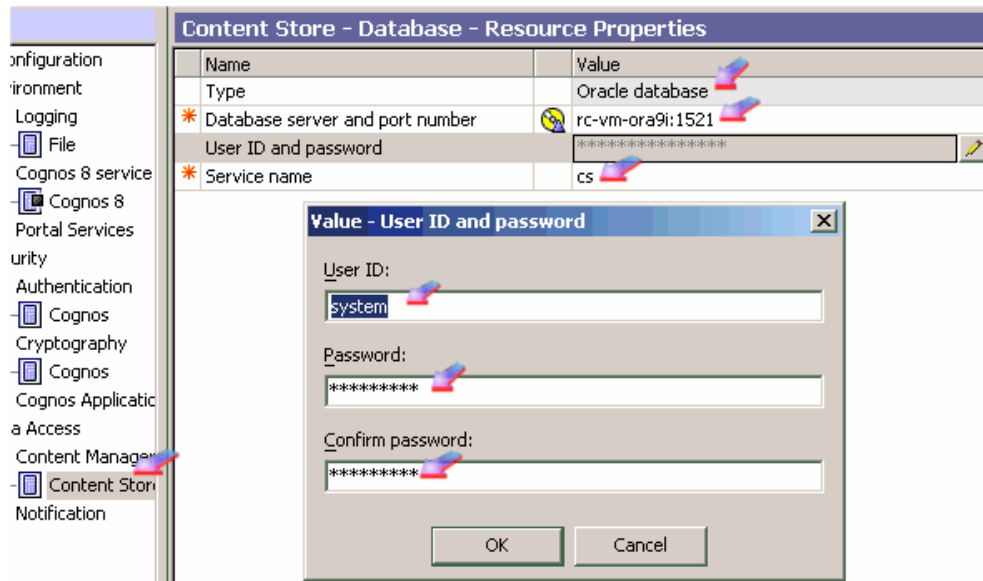 Content Store - Database - Resource Properties
onfiguration
ironment
Logging
File
Cognos 8 service
Cognos 8
Portal Services
urity
Authentication
Cognos
Cryptography
Cognos
Cognos Applicatio
a Access
Content Manager
Content Store
Notification
Name Value
Type Oracle database
* Database server and port number rc-vm-ora9i:1521
User ID and password ***************
* Service name cs
Value - User ID and password
User ID:
system
Password:
*********
Confirm password:
*********
OK Cancel